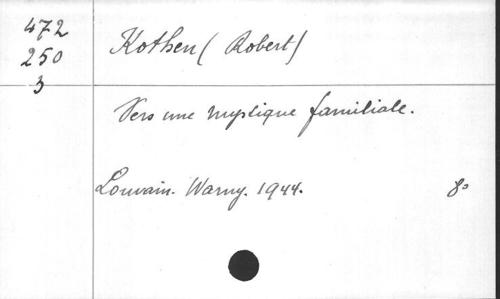 472
250
3
Kothen (Robert)
Vers une mystique familiale.
Louvain. Warny. 1944. 8°